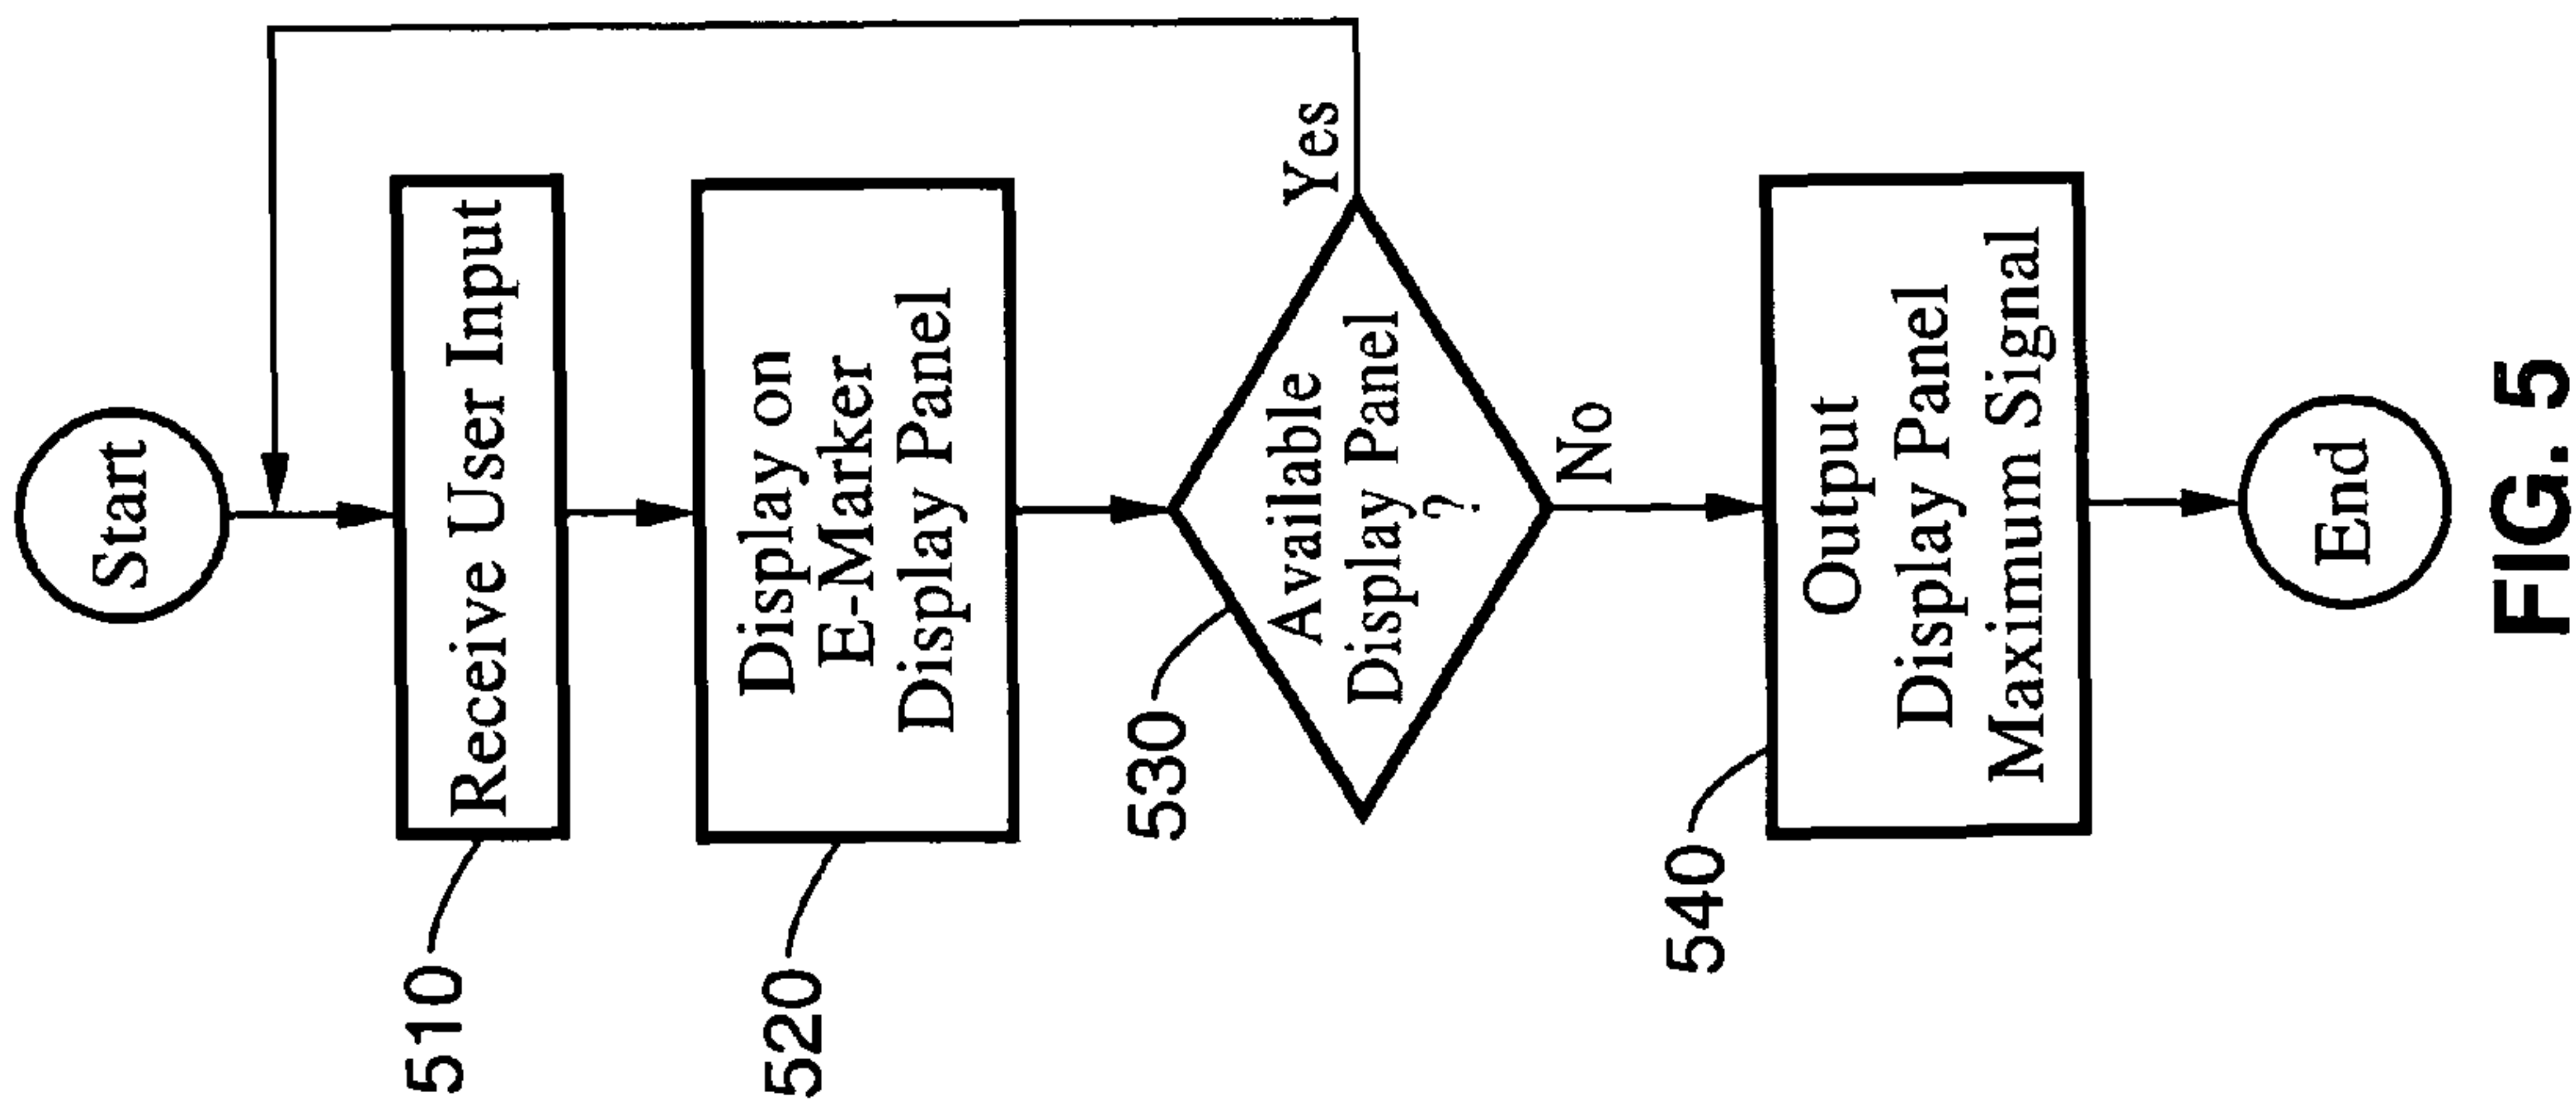 Start
510
Receive User Input
520
Display on
E-Marker
Display Panel
530
Available
Display Panel
?
Yes
No
540
Output
Display Panel
Maximum Signal
End
FIG. 5